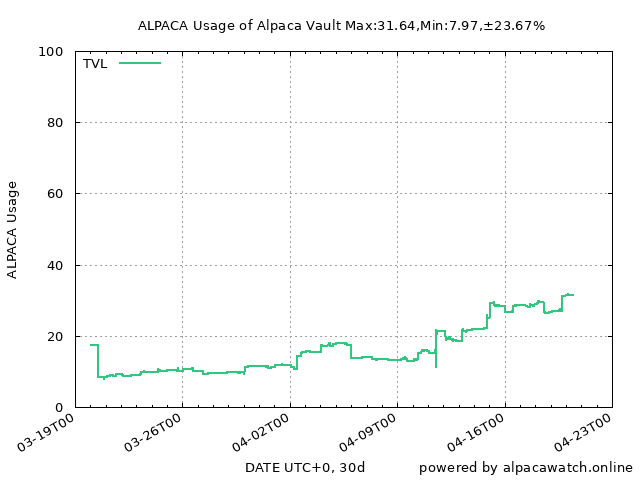 ALPACA Usage of Alpaca Vault Max:31.64,Min:7.97,±23.67%
100
TVL
80
60
ALPACA Usage
40
20
0
03-19T00
03-26T00
04-02T00
04-09T00
04-16T00
04-23T00
DATE UTC+0, 30d
powered by alpacawatch.online